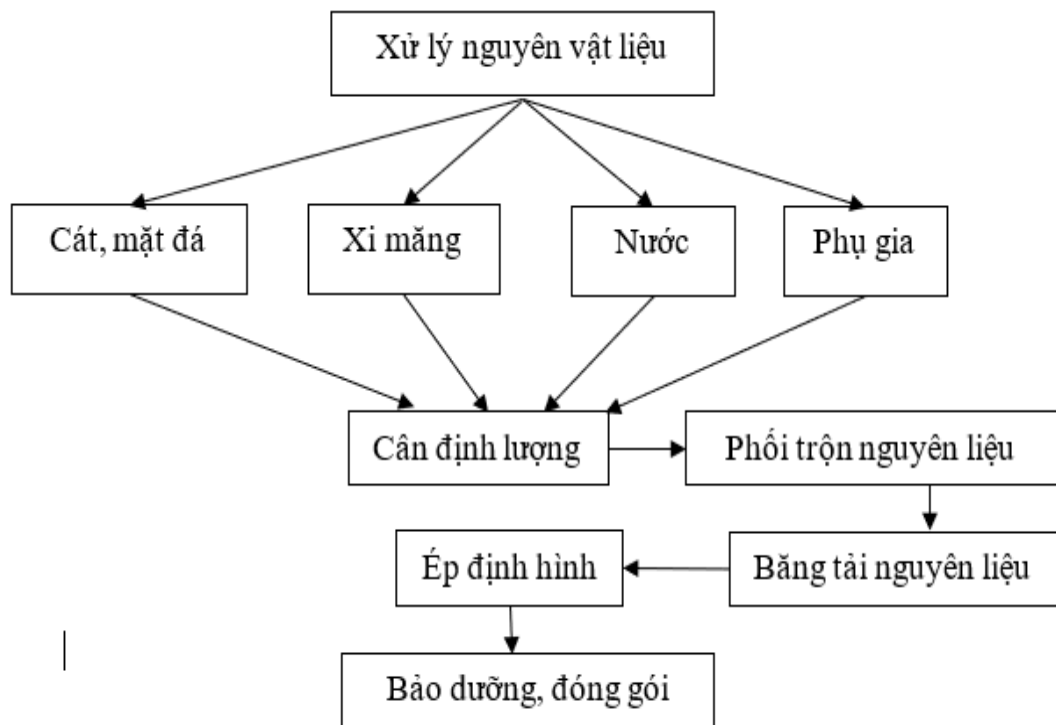 Xử lý nguyên vật liệu
Cát, mặt đá
Xi măng
Nước
Phụ gia
Cân định lượng
Phối trộn nguyên liệu
Ép định hình
Băng tải nguyên liệu
Bảo dưỡng, đóng gói